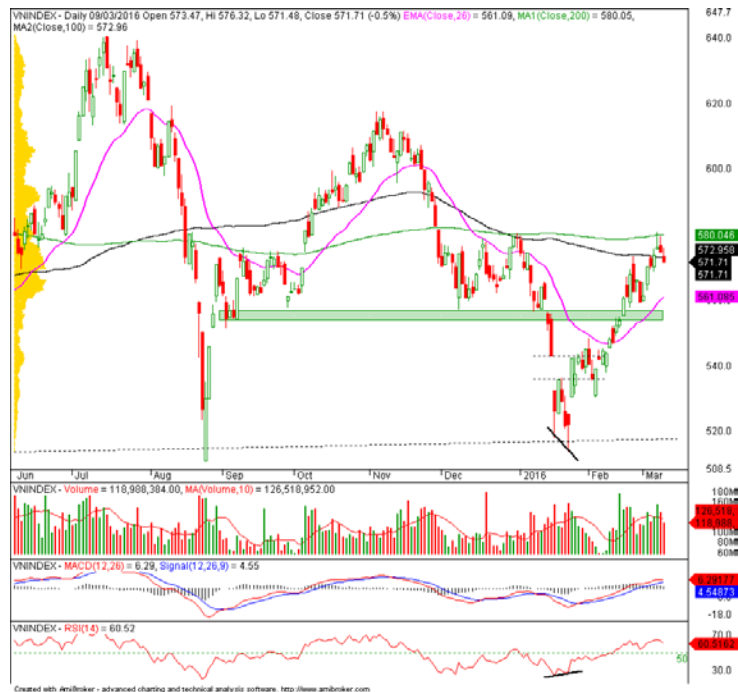 VNINDEX - Daily 09/03/2016 Open 573.47, Hi 576.32, Lo 571.48, Close 571.71 (-0.5%) EMA(Close,26) = 561.09, MA1(Close,200) = 580.05,
MA2(Close,100) = 572.96
647.7
640.0
620.0
600.0
580.046
572.958
571.71
571.71
561.085
540.0
520.0
508.5
Jun Jul Aug Sep Oct Nov Dec 2016 Feb Mar
VNINDEX - Volume = 118,988,384.00, MA(Volume,10) = 126,518,952.00
126,518,
118,988,
80M
60M
VNINDEX - MACD(12,26) = 6.29, Signal(12,26,9) = 4.55
6.29177
4.54873
-18.0
VNINDEX - RSI(14) = 60.52
70.0
50
30.0
Created with AmiBroker - advanced charting and technical analysis software. http://www.amibroker.com